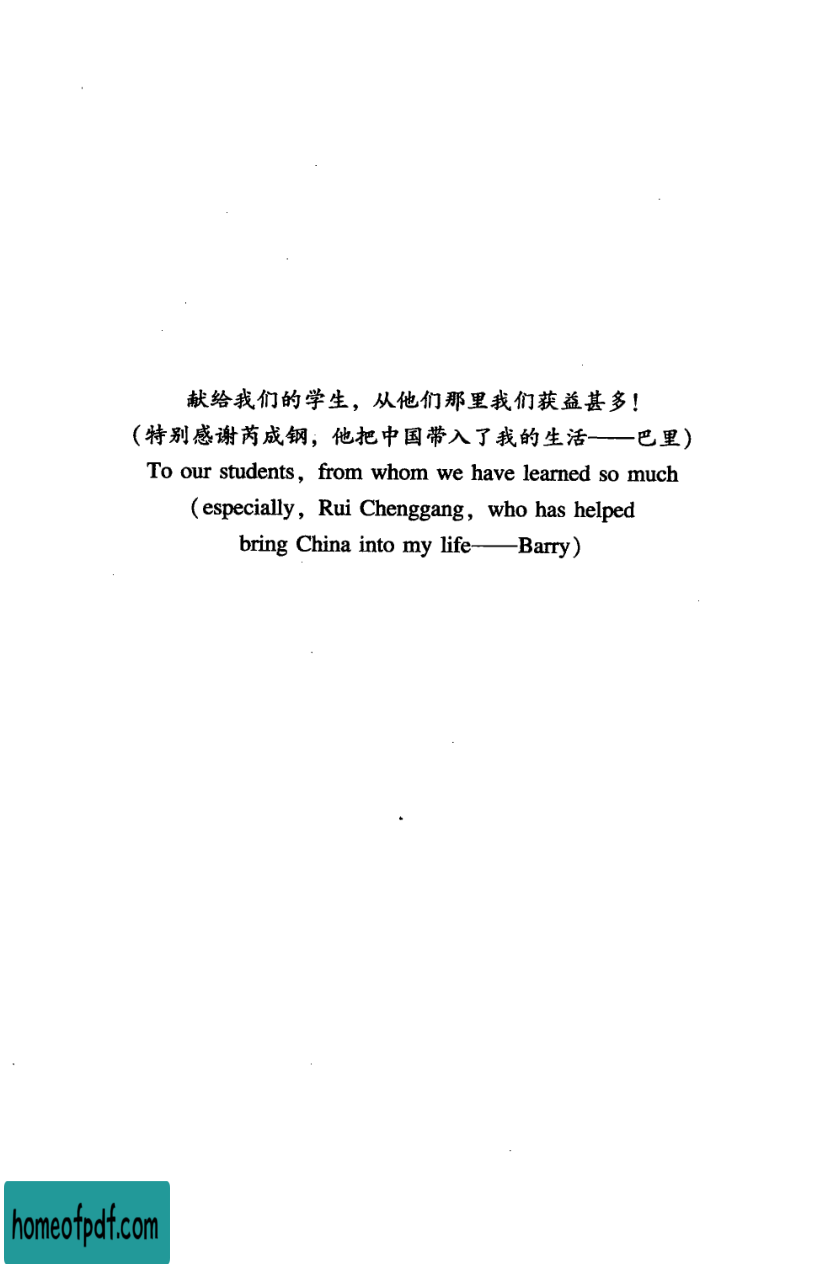 献给我们的学生，从他们那里我们获益甚多！
（特别感谢芮成钢，他把中国带入了我的生活——巴里）
To our students, from whom we have learned so much
(especially, Rui Chenggang, who has helped
bring China into my life——Barry)
homeofpdf.com